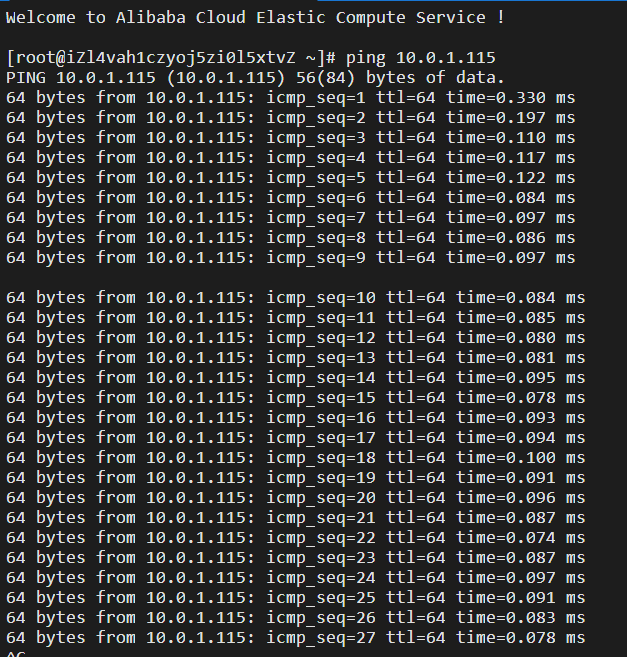 Welcome to Alibaba Cloud Elastic Compute Service !
[root@iZl4vah1czyoj5zi0l5xtvZ ~]# ping 10.0.1.115
PING 10.0.1.115 (10.0.1.115) 56(84) bytes of data.
64 bytes from 10.0.1.115: icmp_seq=1 ttl=64 time=0.330 ms
64 bytes from 10.0.1.115: icmp_seq=2 ttl=64 time=0.197 ms
64 bytes from 10.0.1.115: icmp_seq=3 ttl=64 time=0.110 ms
64 bytes from 10.0.1.115: icmp_seq=4 ttl=64 time=0.117 ms
64 bytes from 10.0.1.115: icmp_seq=5 ttl=64 time=0.122 ms
64 bytes from 10.0.1.115: icmp_seq=6 ttl=64 time=0.084 ms
64 bytes from 10.0.1.115: icmp_seq=7 ttl=64 time=0.097 ms
64 bytes from 10.0.1.115: icmp_seq=8 ttl=64 time=0.086 ms
64 bytes from 10.0.1.115: icmp_seq=9 ttl=64 time=0.097 ms
64 bytes from 10.0.1.115: icmp_seq=10 ttl=64 time=0.084 ms
64 bytes from 10.0.1.115: icmp_seq=11 ttl=64 time=0.085 ms
64 bytes from 10.0.1.115: icmp_seq=12 ttl=64 time=0.080 ms
64 bytes from 10.0.1.115: icmp_seq=13 ttl=64 time=0.081 ms
64 bytes from 10.0.1.115: icmp_seq=14 ttl=64 time=0.095 ms
64 bytes from 10.0.1.115: icmp_seq=15 ttl=64 time=0.078 ms
64 bytes from 10.0.1.115: icmp_seq=16 ttl=64 time=0.093 ms
64 bytes from 10.0.1.115: icmp_seq=17 ttl=64 time=0.094 ms
64 bytes from 10.0.1.115: icmp_seq=18 ttl=64 time=0.100 ms
64 bytes from 10.0.1.115: icmp_seq=19 ttl=64 time=0.091 ms
64 bytes from 10.0.1.115: icmp_seq=20 ttl=64 time=0.096 ms
64 bytes from 10.0.1.115: icmp_seq=21 ttl=64 time=0.087 ms
64 bytes from 10.0.1.115: icmp_seq=22 ttl=64 time=0.074 ms
64 bytes from 10.0.1.115: icmp_seq=23 ttl=64 time=0.087 ms
64 bytes from 10.0.1.115: icmp_seq=24 ttl=64 time=0.097 ms
64 bytes from 10.0.1.115: icmp_seq=25 ttl=64 time=0.091 ms
64 bytes from 10.0.1.115: icmp_seq=26 ttl=64 time=0.083 ms
64 bytes from 10.0.1.115: icmp_seq=27 ttl=64 time=0.078 ms